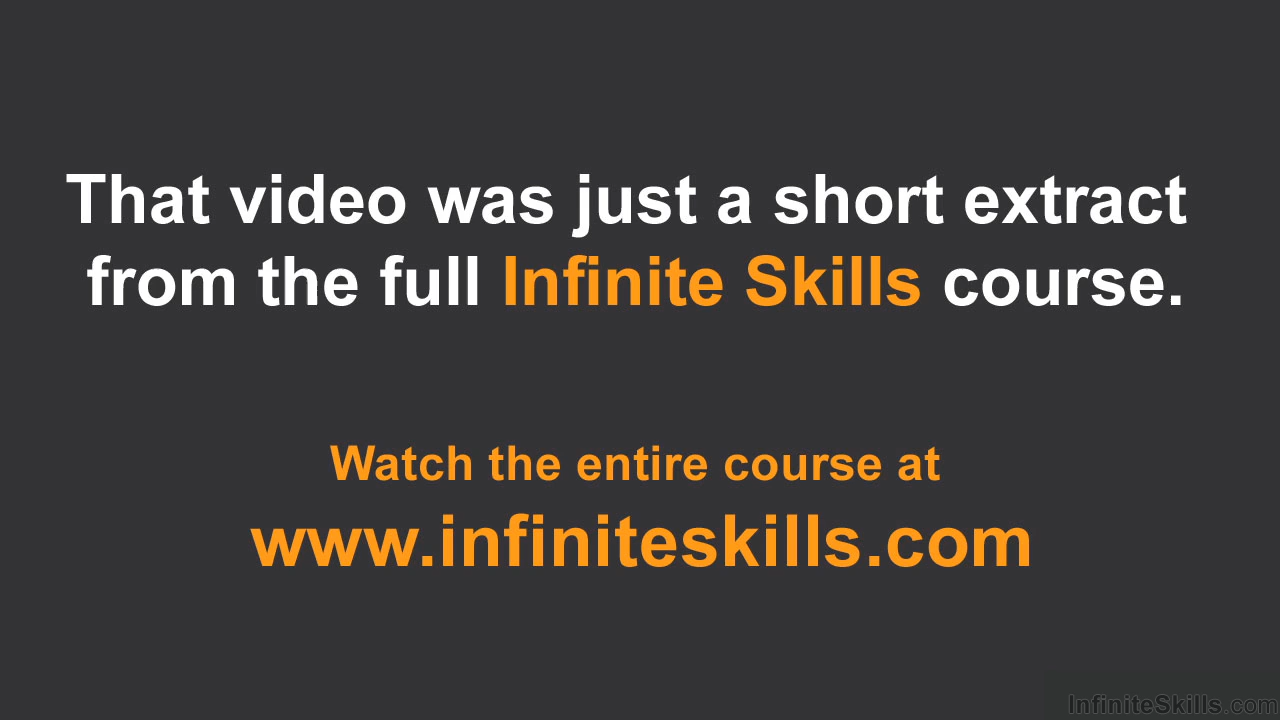 That video was just a short extract
from the full Infinite Skills course.
Watch the entire course at
www.infiniteskills.com
InfiniteSkills.com